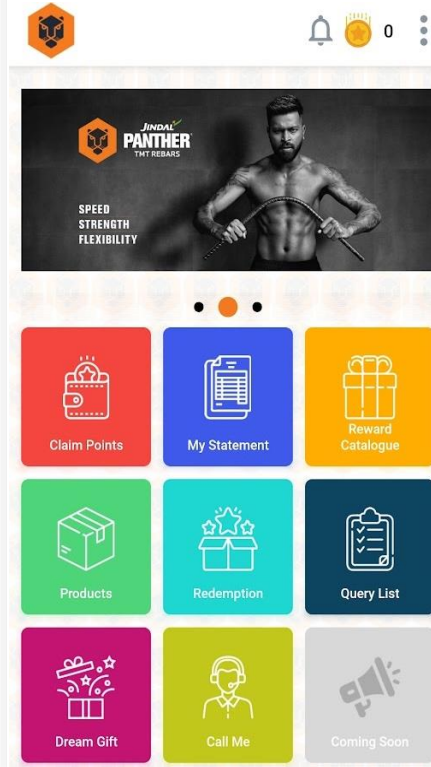 0
JINDAL
PANTHER
TMT REBARS
SPEED
STRENGTH
FLEXIBILITY
Claim Points
My Statement
Reward
Catalogue
Products
Redemption
Query List
Dream Gift
Call Me
Coming Soon